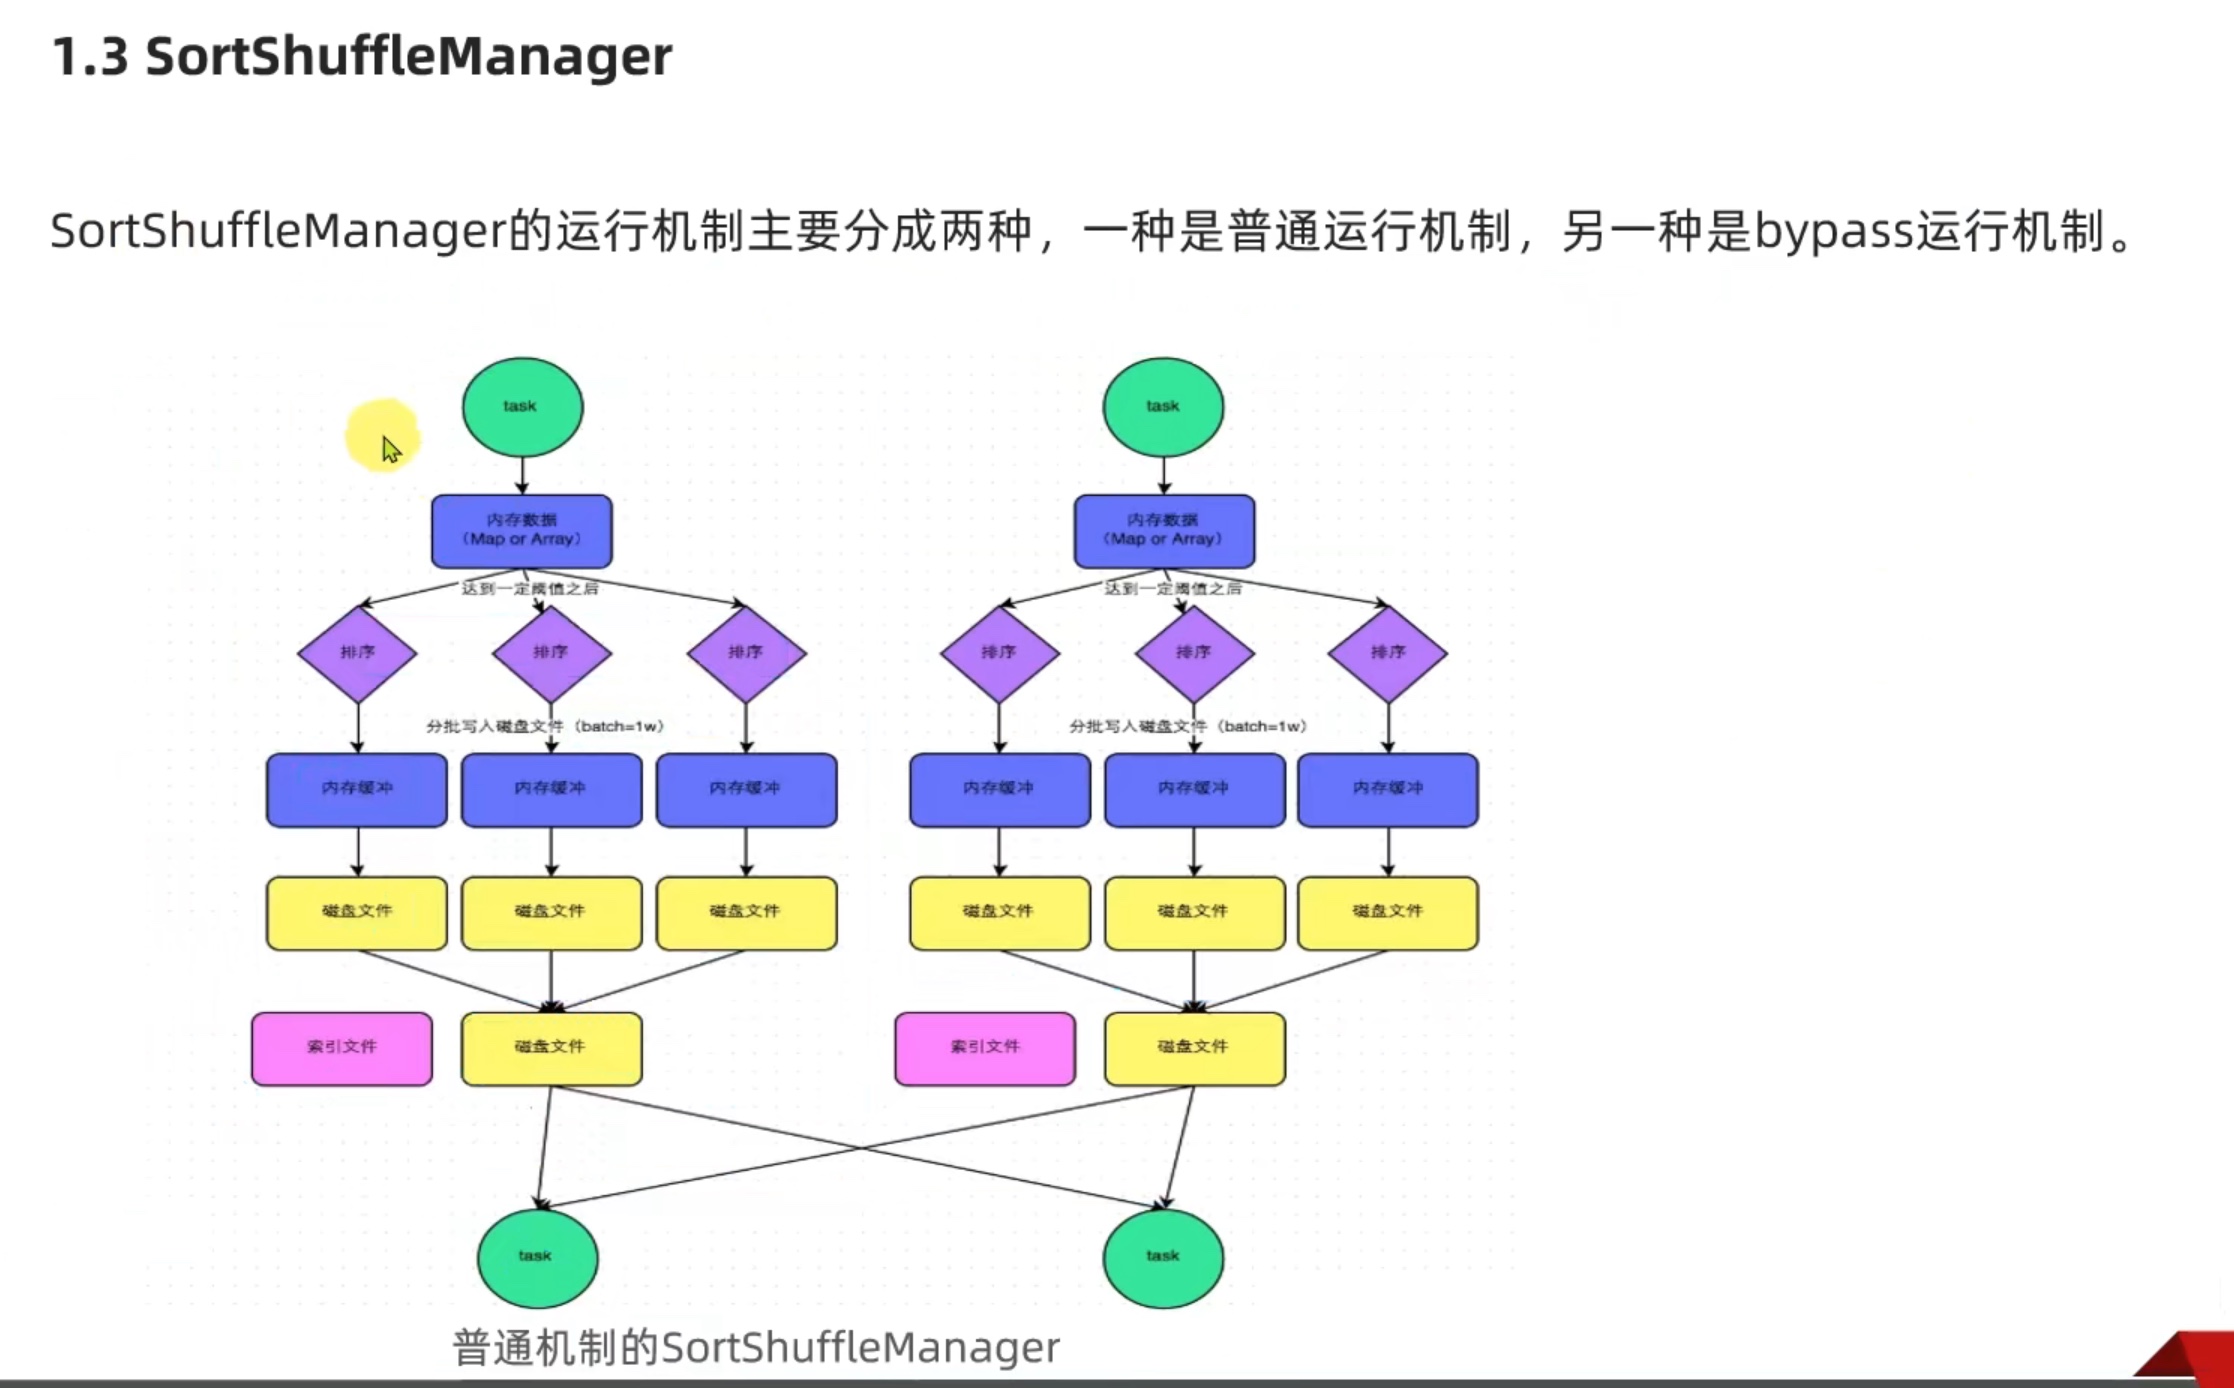 1.3 SortShuffleManager
SortShuffleManager的运行机制主要分成两种，一种是普通运行机制，另一种是bypass运行机制。
task
task
内存数据
（Map or Array）
内存数据
（Map or Array）
达到一定阈值之后
达到一定阈值之后
排序
排序
排序
排序
排序
排序
分批写入磁盘文件（batch=1w）
分批写入磁盘文件（batch=1w）
内存缓冲
内存缓冲
内存缓冲
内存缓冲
内存缓冲
内存缓冲
磁盘文件
磁盘文件
磁盘文件
磁盘文件
磁盘文件
磁盘文件
索引文件
磁盘文件
索引文件
磁盘文件
task
task
普通机制的SortShuffleManager